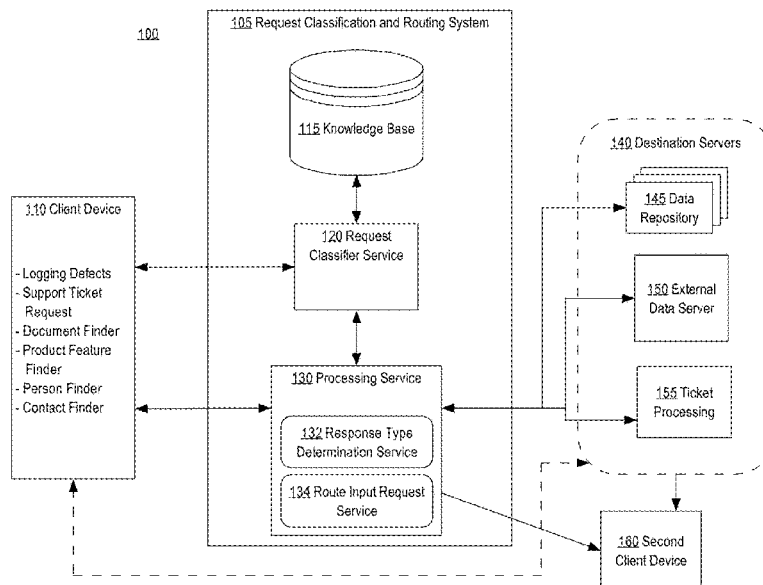 100
105 Request Classification and Routing System
115 Knowledge Base
110 Client Device
- Logging Defects
- Support Ticket
Request
- Document Finder
- Product Feature
Finder
- Person Finder
- Contact Finder
120 Request
Classifier Service
130 Processing Service
132 Response Type
Determination Service
134 Route Input Request
Service
140 Destination Servers
145 Data
Repository
150 External
Data Server
155 Ticket
Processing
160 Second
Client Device